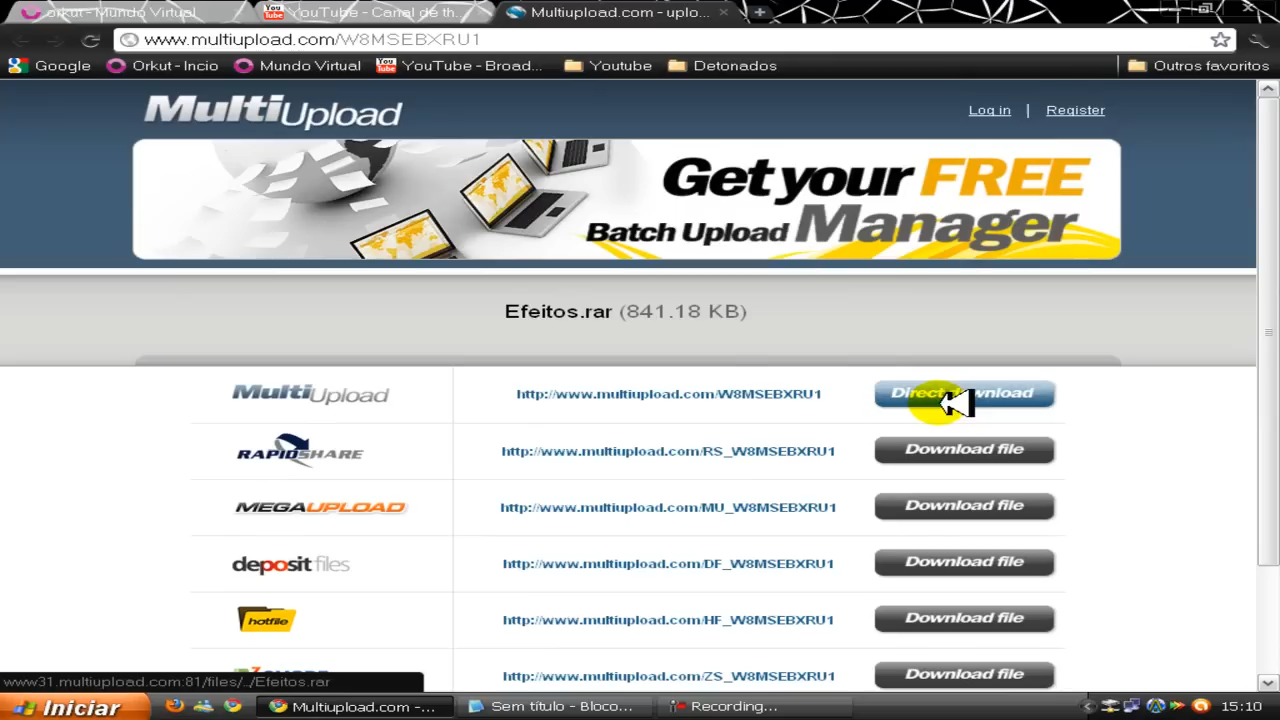 orkut - Mundo Virtual
YouTube - Canal de th...
Multiupload.com - uplo...
www.multiupload.com/W8MSEBXRU1
Google
Orkut - Incio
Mundo Virtual
YouTube - Broad...
Youtube
Detonados
Outros favoritos
MultiUpload
Log in | Register
Get your FREE
Batch Upload Manager
Efeitos.rar (841.18 KB)
MultiUpload http://www.multiupload.com/W8MSEBXRU1 Direct download
RAPIDSHARE http://www.multiupload.com/RS_W8MSEBXRU1 Download file
MEGAUPLOAD http://www.multiupload.com/MU_W8MSEBXRU1 Download file
depositfiles http://www.multiupload.com/DF_W8MSEBXRU1 Download file
hotfile http://www.multiupload.com/HF_W8MSEBXRU1 Download file
http://www.multiupload.com/ZS_W8MSEBXRU1 Download file
www31.multiupload.com:81/files/../Efeitos.rar
Iniciar
Multiupload.com -...
Sem título - Bloco...
Recording...
15:10